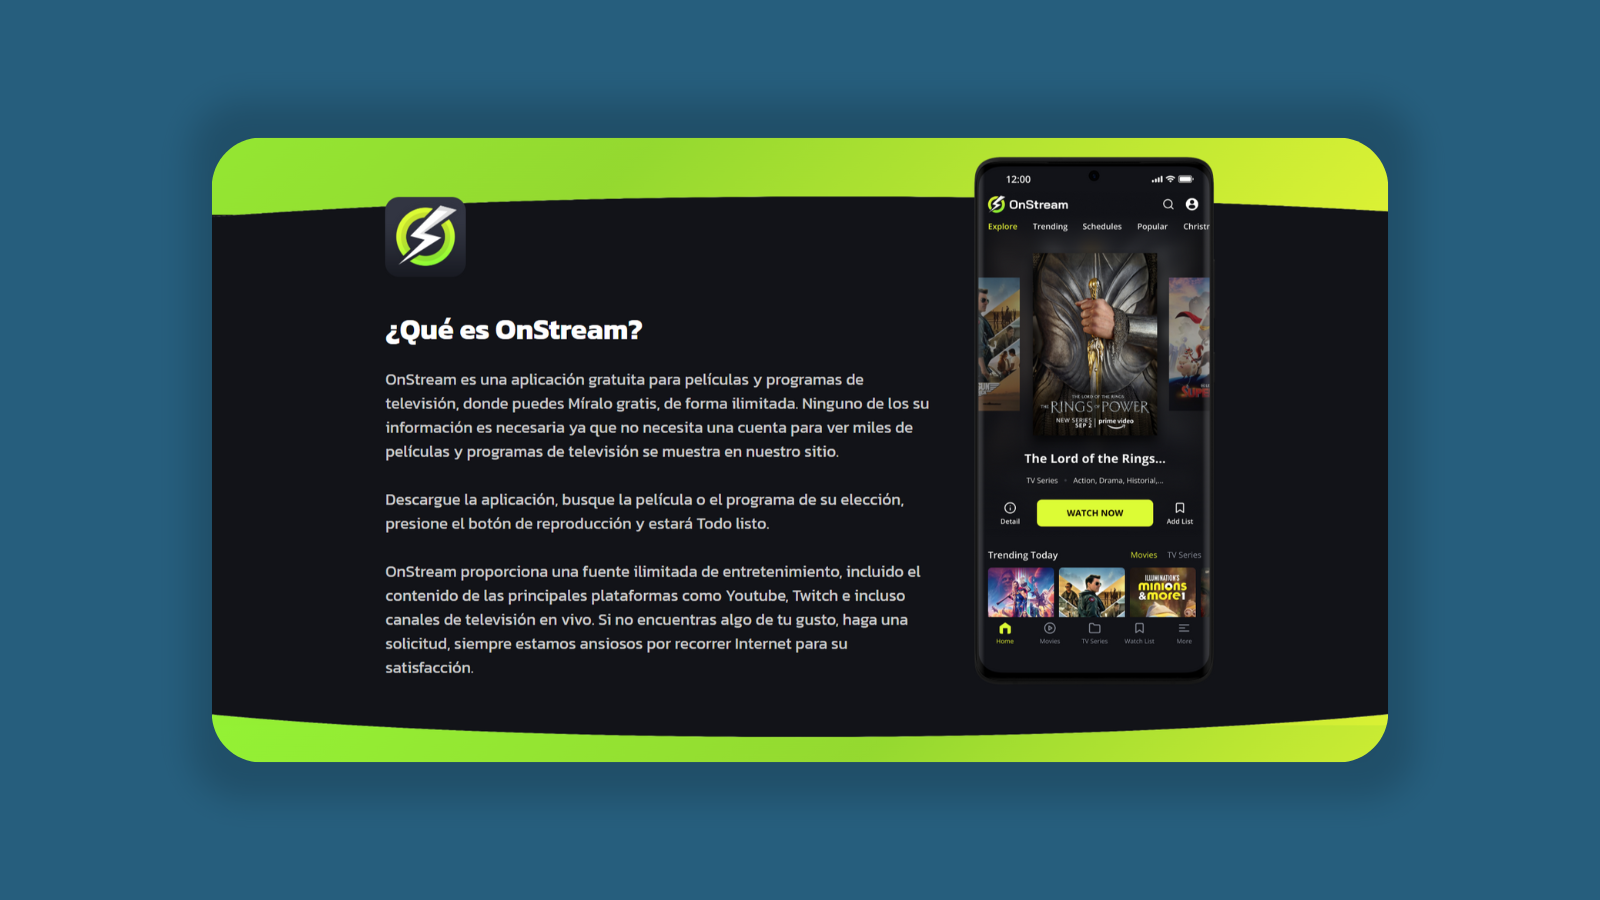 ¿Qué es OnStream?
OnStream es una aplicación gratuita para películas y programas de
televisión, donde puedes Míralo gratis, de forma ilimitada. Ninguno de los su
información es necesaria ya que no necesita una cuenta para ver miles de
películas y programas de televisión se muestra en nuestro sitio.
Descargue la aplicación, busque la película o el programa de su elección,
presione el botón de reproducción y estará Todo listo.
OnStream proporciona una fuente ilimitada de entretenimiento, incluido el
contenido de las principales plataformas como Youtube, Twitch e incluso
canales de televisión en vivo. Si no encuentras algo de tu gusto, haga una
solicitud, siempre estamos ansiosos por recorrer Internet para su
satisfacción.
12:00
OnStream
Explore Trending Schedules Popular Christr
THE LORD OF THE RINGS
THE RINGS OF POWER
NEW SERIES SEP 2 | prime video
The Lord of the Rings...
TV Series • Action, Drama, Historial,...
Detail
WATCH NOW
Add List
Trending Today Movies TV Series
ILLUMINATION'S
minions
&more1
Home Movies TV Series Watch List More